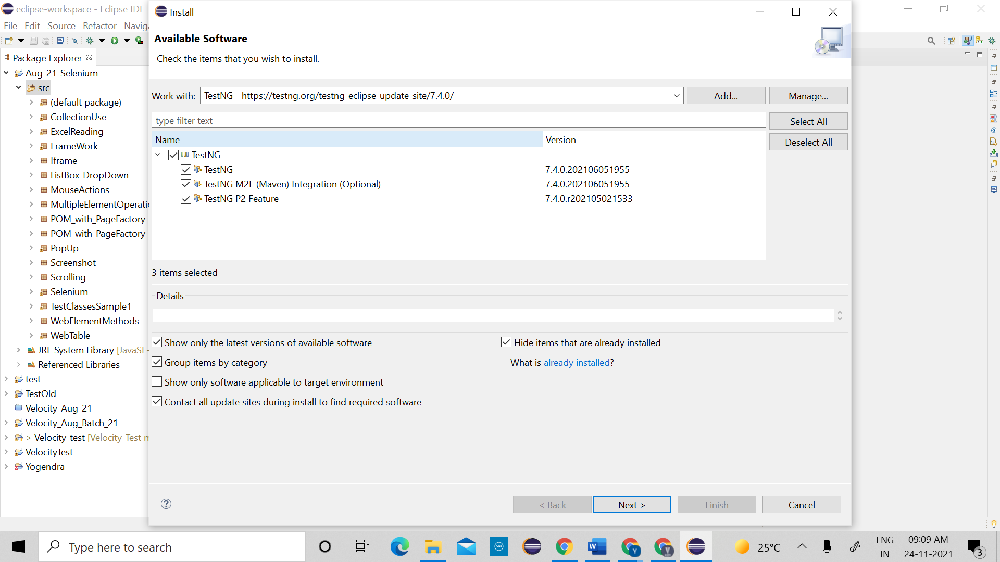 eclipse-workspace - Eclipse IDE
File Edit Source Refactor Navig
Package Explorer
Aug_21_Selenium
src
(default package)
CollectionUse
ExcelReading
FrameWork
Iframe
ListBox_DropDown
MouseActions
MultipleElementOperatio
POM_with_PageFactory
POM_with_PageFactory_
PopUp
Screenshot
Scrolling
Selenium
TestClassesSample1
WebElementMethods
WebTable
JRE System Library [JavaSE-
Referenced Libraries
test
TestOld
Velocity_Aug_21
Velocity_Aug_Batch_21
> Velocity_test [Velocity_Test m
VelocityTest
Yogendra
Install
Available Software
Check the items that you wish to install.
Work with: TestNG - https://testng.org/testng-eclipse-update-site/7.4.0/ Add... Manage...
type filter text Select All
Deselect All
Name Version
TestNG
TestNG 7.4.0.202106051955
TestNG M2E (Maven) Integration (Optional) 7.4.0.202106051955
TestNG P2 Feature 7.4.0.r202105021533
3 items selected
Details
Show only the latest versions of available software Hide items that are already installed
Group items by category What is already installed?
Show only software applicable to target environment
Contact all update sites during install to find required software
? < Back Next > Finish Cancel
Type here to search
DELL
W
Y
V
25°C
ENG
IN
09:09 AM
24-11-2021
3